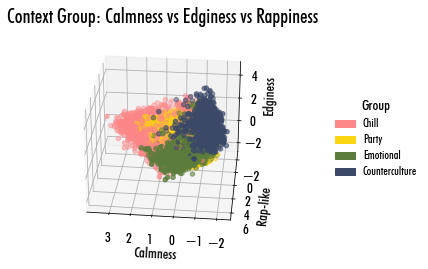 Context Group: Calmness vs Edginess vs Rappiness
4
2
0
−2
Edginess
−2
0
2
4
6
Rap-like
3
2
1
0
−1
−2
Calmness
Group
Chill
Party
Emotional
Counterculture